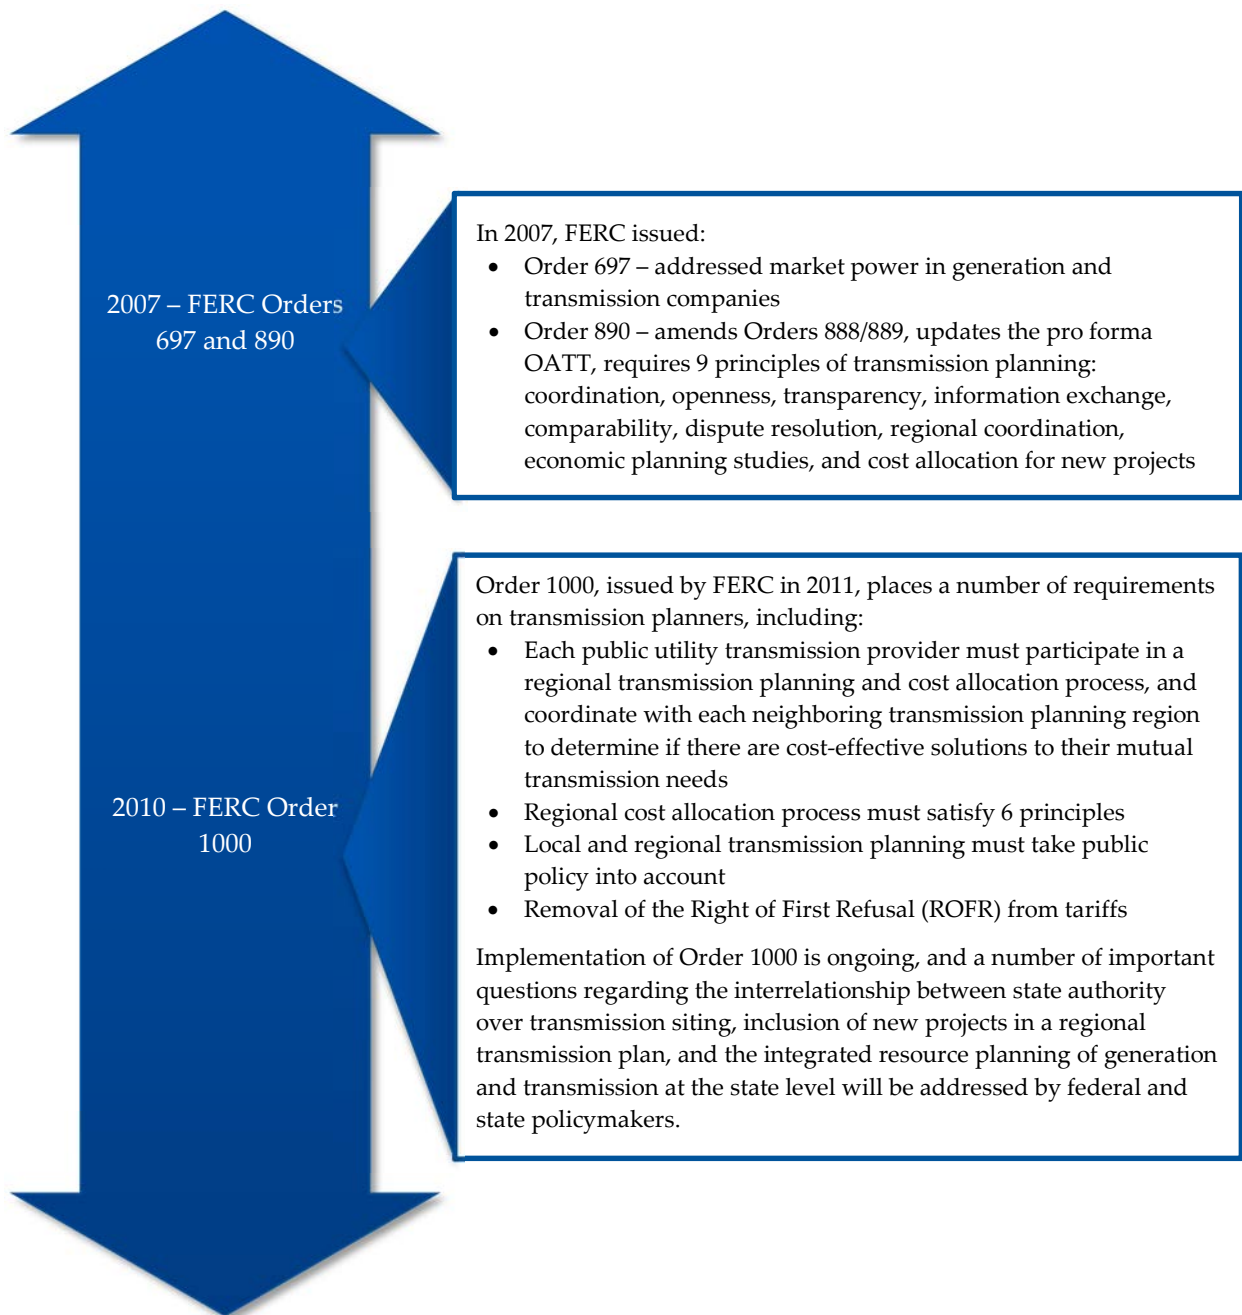 2007 – FERC Orders
697 and 890
In 2007, FERC issued:
• Order 697 – addressed market power in generation and
transmission companies
• Order 890 – amends Orders 888/889, updates the pro forma
OATT, requires 9 principles of transmission planning:
coordination, openness, transparency, information exchange,
comparability, dispute resolution, regional coordination,
economic planning studies, and cost allocation for new projects
2010 – FERC Order
1000
Order 1000, issued by FERC in 2011, places a number of requirements
on transmission planners, including:
• Each public utility transmission provider must participate in a
regional transmission planning and cost allocation process, and
coordinate with each neighboring transmission planning region
to determine if there are cost-effective solutions to their mutual
transmission needs
• Regional cost allocation process must satisfy 6 principles
• Local and regional transmission planning must take public
policy into account
• Removal of the Right of First Refusal (ROFR) from tariffs
Implementation of Order 1000 is ongoing, and a number of important
questions regarding the interrelationship between state authority
over transmission siting, inclusion of new projects in a regional
transmission plan, and the integrated resource planning of generation
and transmission at the state level will be addressed by federal and
state policymakers.